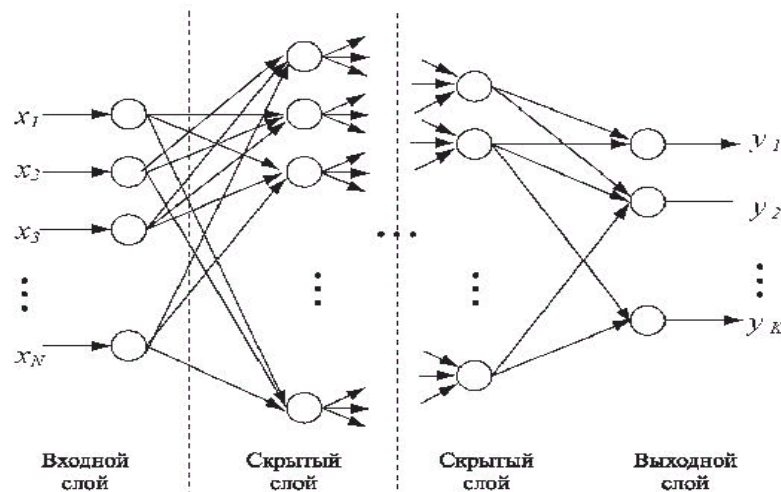 x1
x2
x3
xN
y1
y2
yK
Входной
слой
Скрытый
слой
Скрытый
слой
Выходной
слой